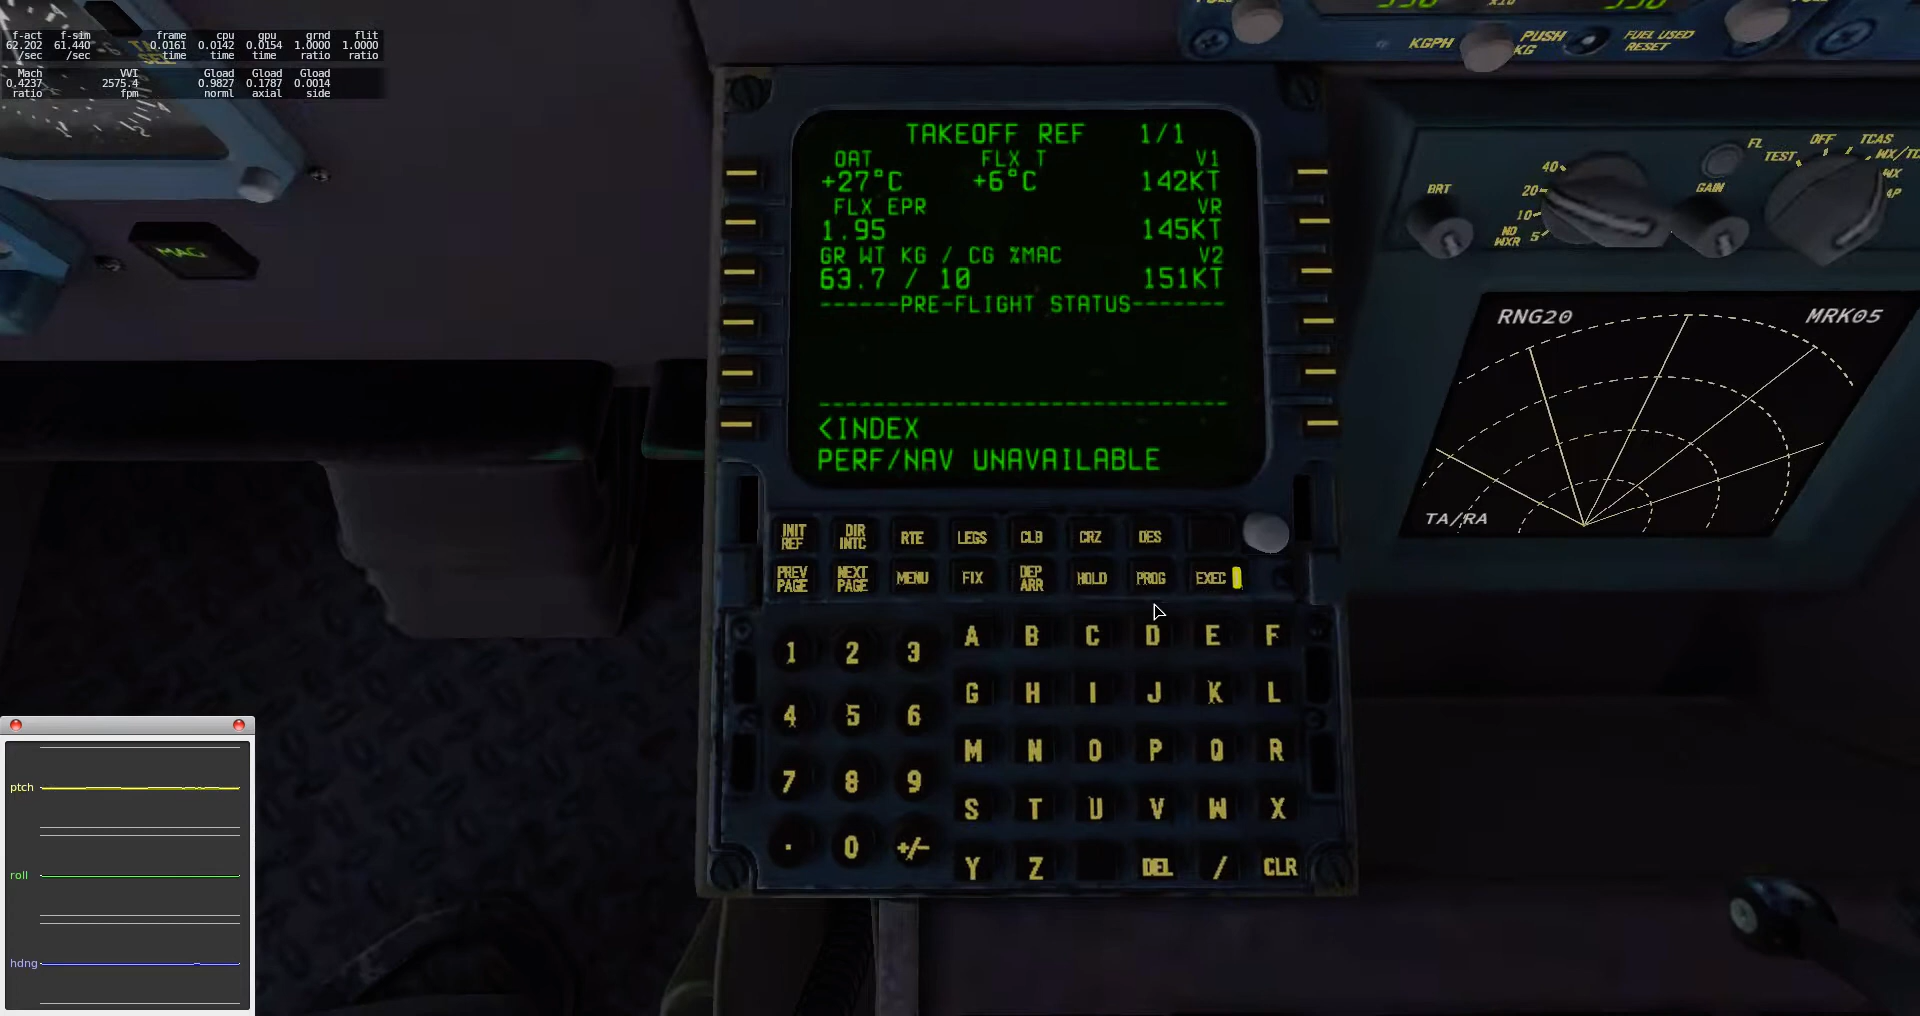 f-act f-sim frame cpu gpu grnd flit
62.202 61.440 0.0161 0.0142 0.0154 1.0000 1.0000
/sec /sec time time time ratio ratio
Mach VVI Gload Gload Gload
0.4237 2575.4 0.9827 0.1787 0.0014
ratio fpm norml axial side
KGPH
PUSH
KG
FUEL USED
RESET
TAKEOFF REF 1/1
OAT FLX T V1
+27°C +6°C 142KT
FLX EPR VR
1.95 145KT
GR WT KG / CG %MAC V2
63.7 / 10 151KT
------PRE-FLIGHT STATUS-------
<INDEX
PERF/NAV UNAVAILABLE
MAG
BRT
40
20
10
NO
WXR 5
GAIN
FL
TEST OFF TCAS
WX
RNG20 MRK05
TA/RA
INIT REF DIR INTC RTE LEGS CLB CRZ DES
PREV PAGE NEXT PAGE MENU FIX DEP ARR HOLD PROG EXEC
1 2 3 A B C D E F
4 5 6 G H I J K L
7 8 9 M N O P Q R
. 0 +/- S T U V W X
Y Z DEL / CLR
ptch
roll
hdng